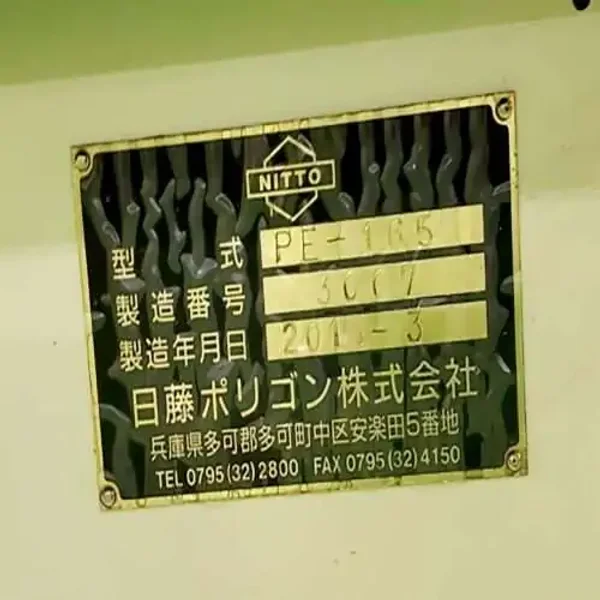 NITTO
型式 PE-165
製造番号
製造年月日
日藤ポリゴン株式会社
兵庫県多可郡多可町中区安楽田5番地
TEL 0795(32)2800 FAX 0795(32)4150